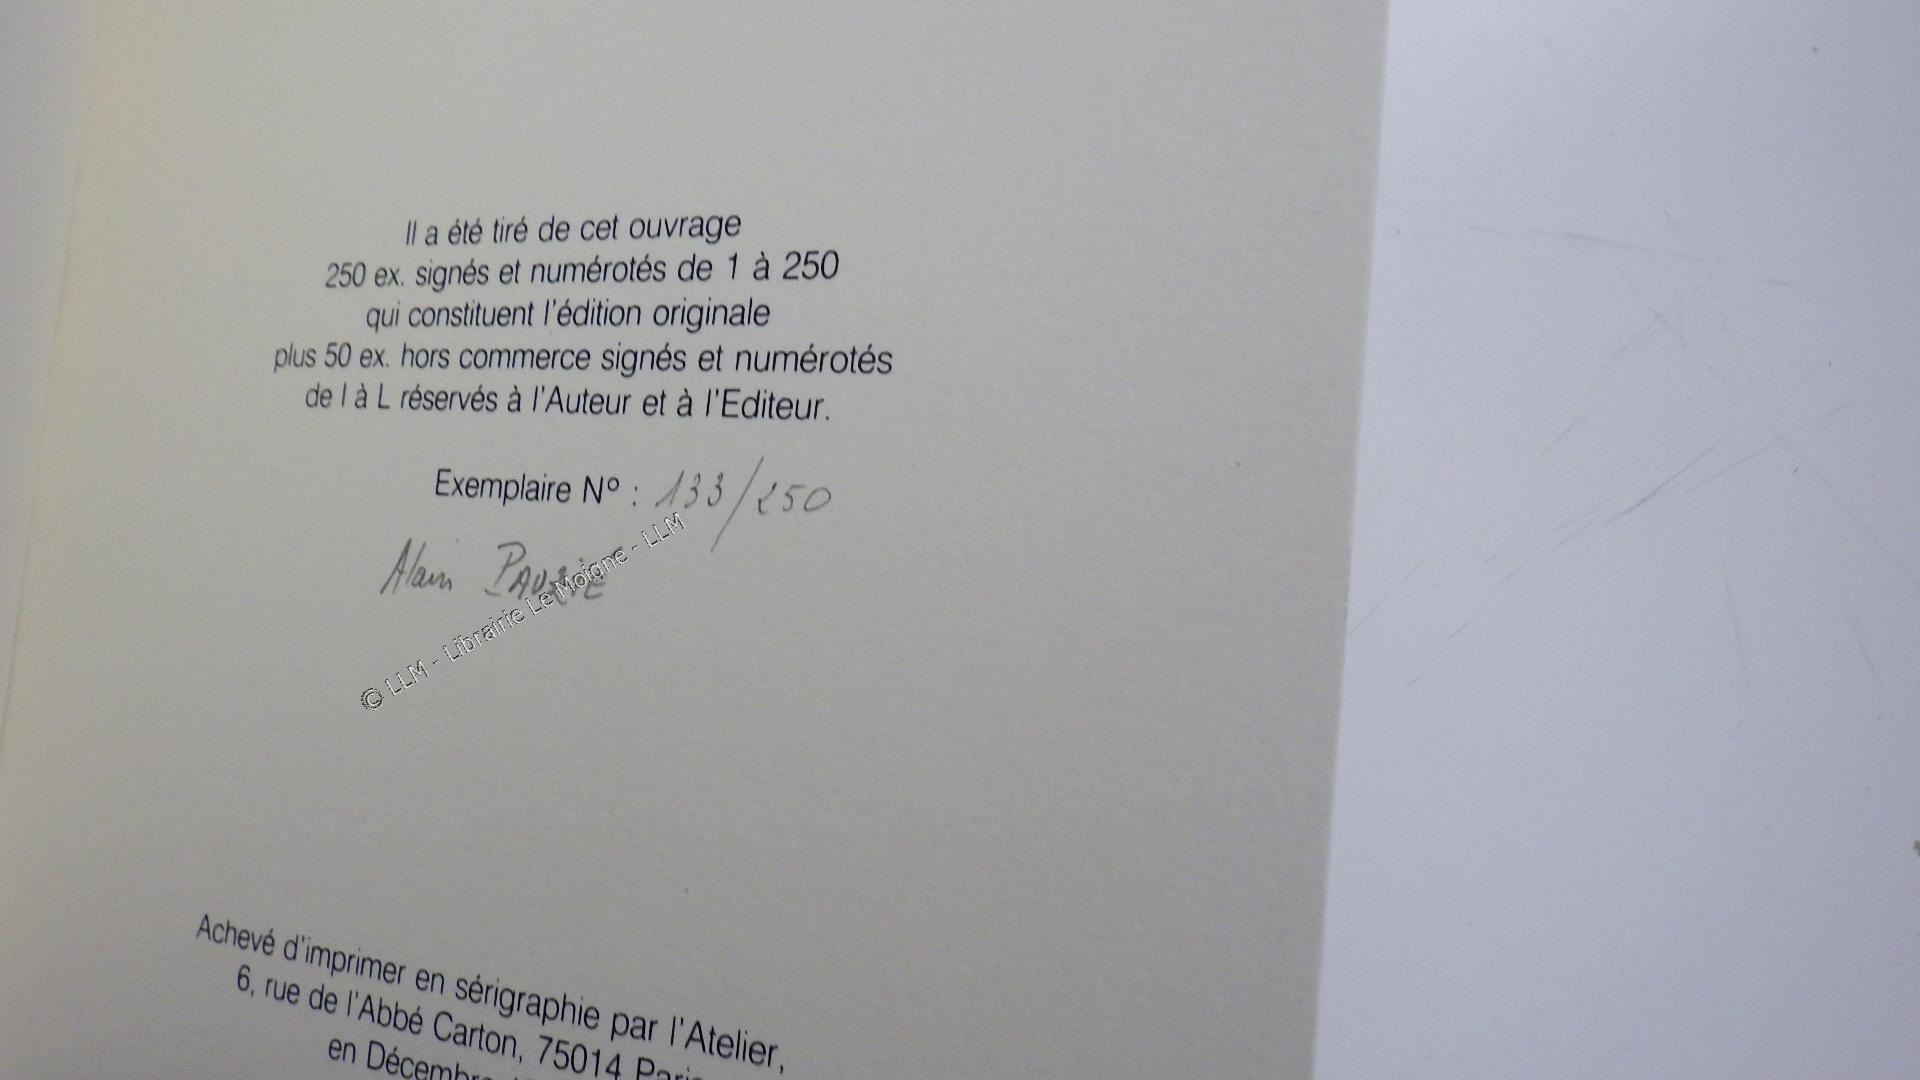 Il a été tiré de cet ouvrage
250 ex. signés et numérotés de 1 à 250
qui constituent l'édition originale
plus 50 ex. hors commerce signés et numérotés
de I à L réservés à l'Auteur et à l'Editeur.
Exemplaire Nº : 133/250
Alain
© LLM - Librairie Le Moigne - LLM
Achevé d'imprimer en sérigraphie par l'Atelier,
6, rue de l'Abbé Carton, 75014
en